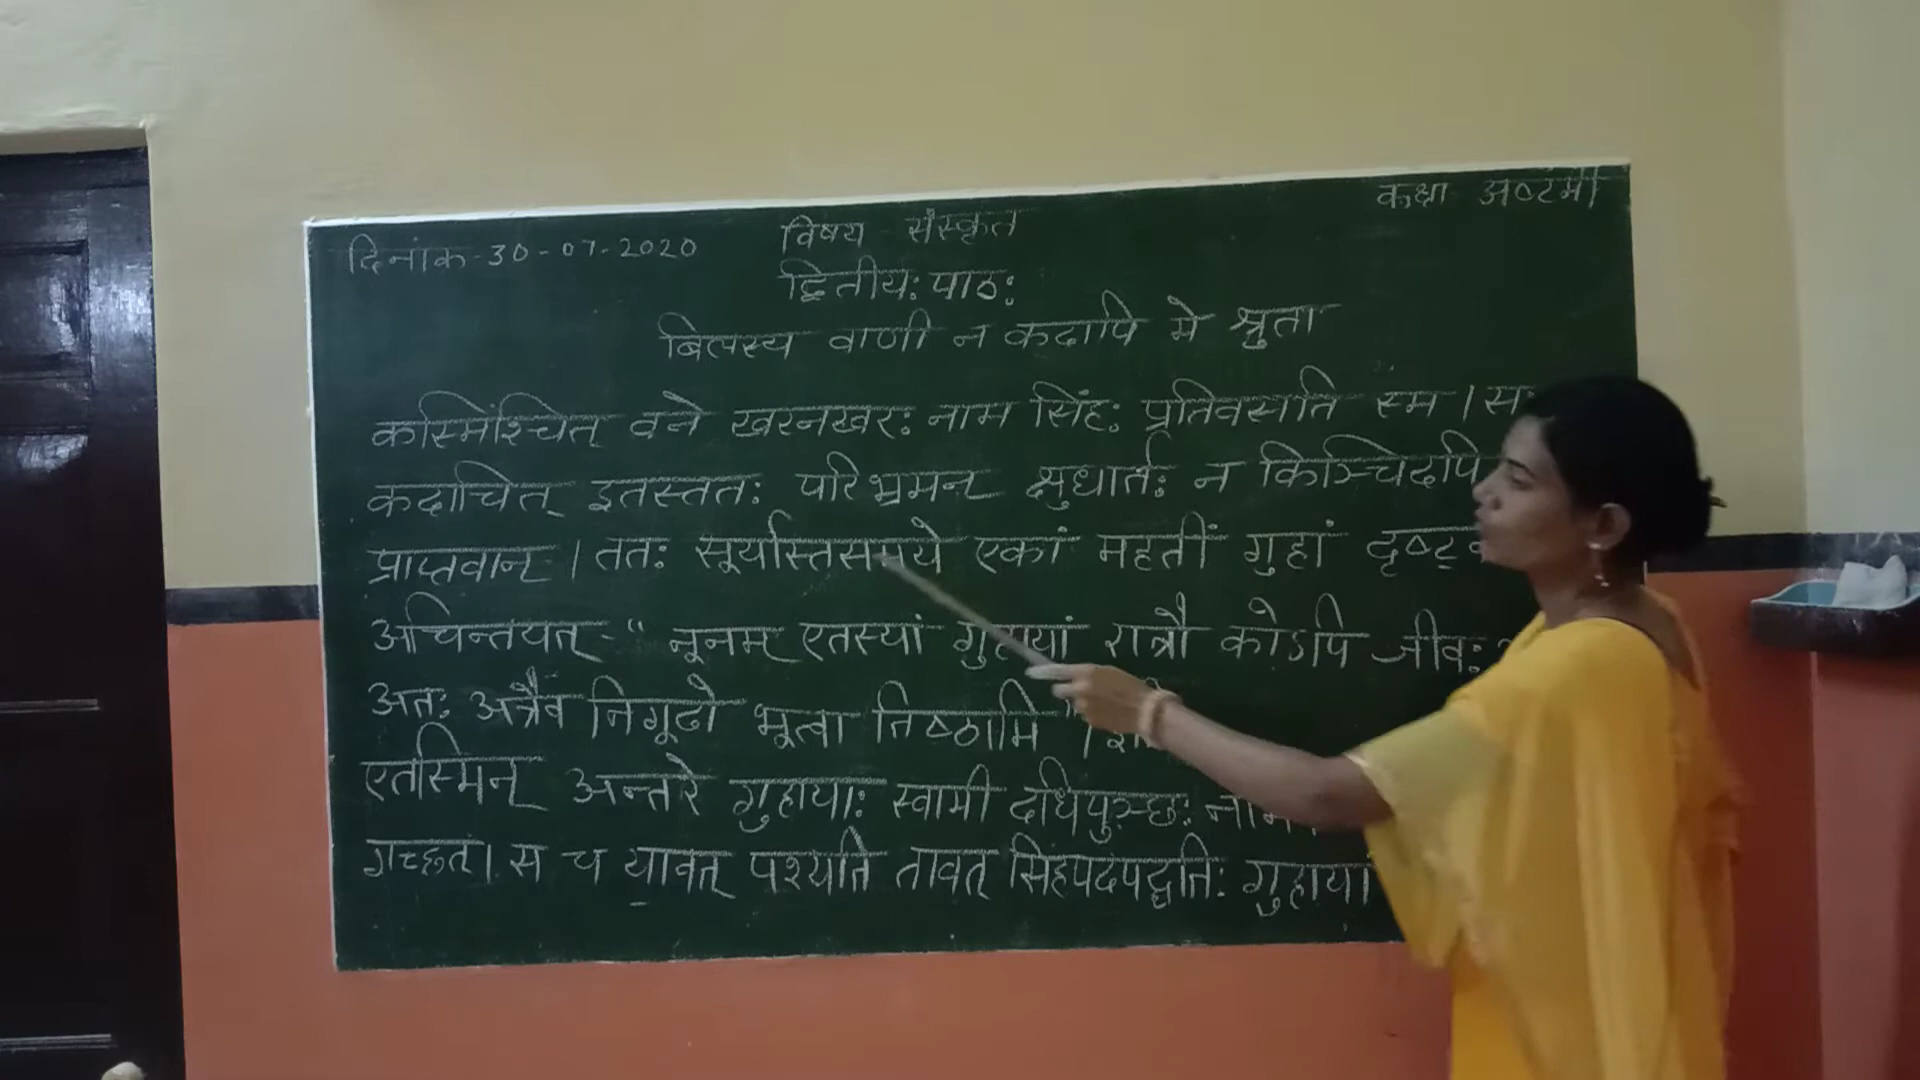 कक्षा अष्टमी
दिनांक-30-07-2020
विषय - संस्कृत
द्वितीय: पाठ:
बिलस्य वाणी न कदापि मे श्रुता
कस्मिंश्चित् वने खरनखर: नाम सिंह: प्रतिवसति स्म । स:
कदाचित् इतस्तत: परिभ्रमन् क्षुधार्त: न किञ्चिदपि
प्राप्तवान् । तत: सूर्यास्तसमये एकां महतीं गुहां
अचिन्तयत् - "नूनम् एतस्यां गुहायां रात्रौ कोऽपि जीव:
अत: अत्रैव निगूढो भूत्वा तिष्ठामि" ।
एतस्मिन् अन्तरे गुहाया: स्वामी दधिपुच्छ:
गच्छत् । स च यावत् पश्यति तावत् सिंहपदपद्धति: गुहायां